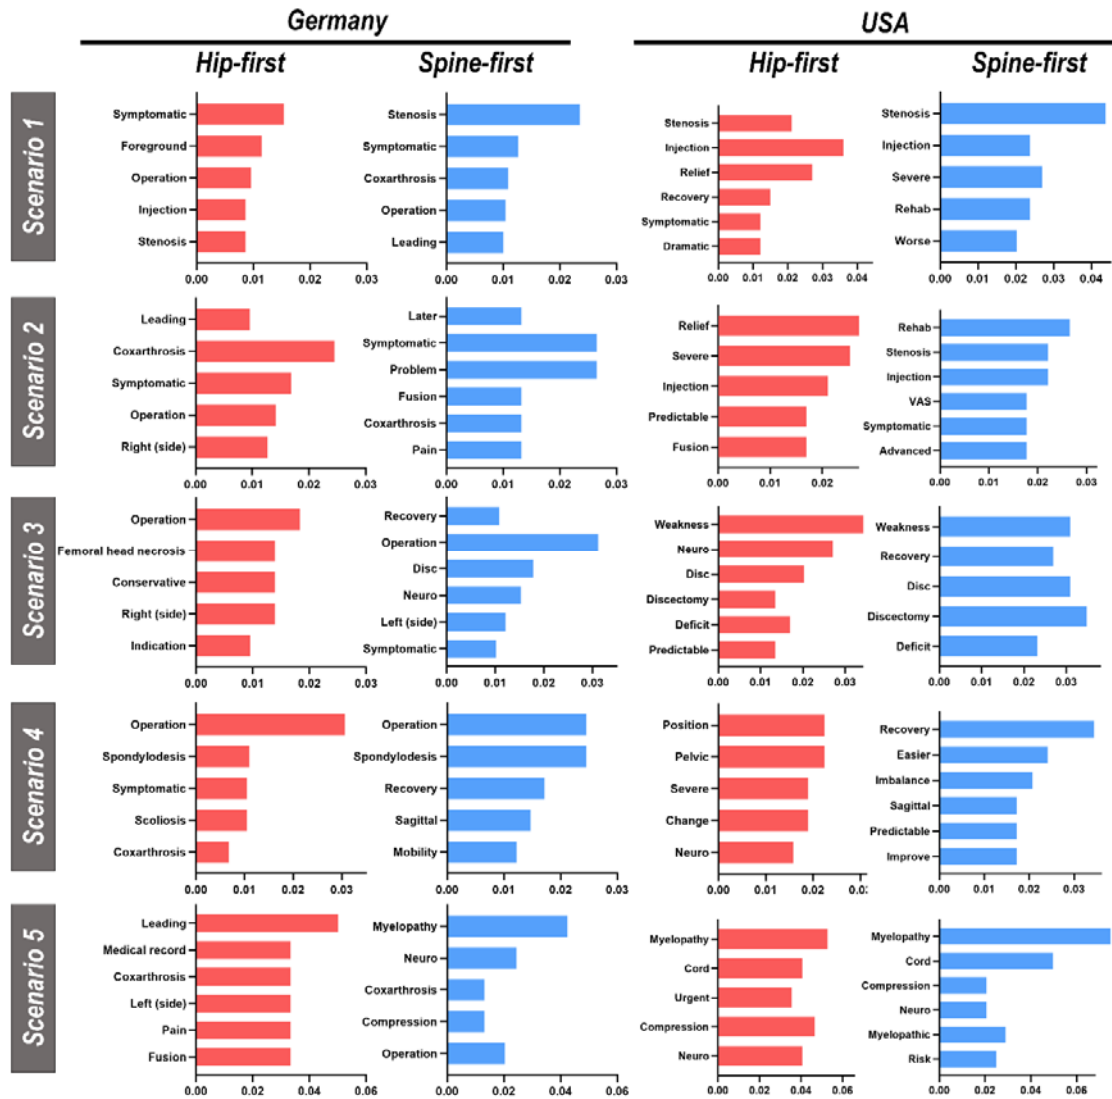 Germany
USA
Hip-first
Spine-first
Hip-first
Spine-first
Scenario 1
Symptomatic
Foreground
Operation
Injection
Stenosis
0.00 0.01 0.02 0.03
Stenosis
Symptomatic
Coxarthrosis
Operation
Leading
0.00 0.01 0.02 0.03
Stenosis
Injection
Relief
Recovery
Symptomatic
Dramatic
0.00 0.01 0.02 0.03 0.04
Stenosis
Injection
Severe
Rehab
Worse
0.00 0.01 0.02 0.03 0.04
Scenario 2
Leading
Coxarthrosis
Symptomatic
Operation
Right (side)
0.00 0.01 0.02 0.03
Later
Symptomatic
Problem
Fusion
Coxarthrosis
Pain
0.00 0.01 0.02 0.03
Relief
Severe
Injection
Predictable
Fusion
0.00 0.01 0.02
Rehab
Stenosis
Injection
VAS
Symptomatic
Advanced
0.00 0.01 0.02 0.03
Scenario 3
Operation
Femoral head necrosis
Conservative
Right (side)
Indication
0.00 0.01 0.02 0.03
Recovery
Operation
Disc
Neuro
Left (side)
Symptomatic
0.00 0.01 0.02 0.03
Weakness
Neuro
Disc
Discectomy
Deficit
Predictable
0.00 0.01 0.02 0.03
Weakness
Recovery
Disc
Discectomy
Deficit
0.00 0.01 0.02 0.03
Scenario 4
Operation
Spondylodesis
Symptomatic
Scoliosis
Coxarthrosis
0.00 0.01 0.02 0.03
Operation
Spondylodesis
Recovery
Sagittal
Mobility
0.00 0.01 0.02 0.03
Position
Pelvic
Severe
Change
Neuro
0.00 0.01 0.02 0.03
Recovery
Easier
Imbalance
Sagittal
Predictable
Improve
0.00 0.01 0.02 0.03
Scenario 5
Leading
Medical record
Coxarthrosis
Left (side)
Pain
Fusion
0.00 0.02 0.04 0.06
Myelopathy
Neuro
Coxarthrosis
Compression
Operation
0.00 0.02 0.04 0.06
Myelopathy
Cord
Urgent
Compression
Neuro
0.00 0.02 0.04 0.06
Myelopathy
Cord
Compression
Neuro
Myelopathic
Risk
0.00 0.02 0.04 0.06